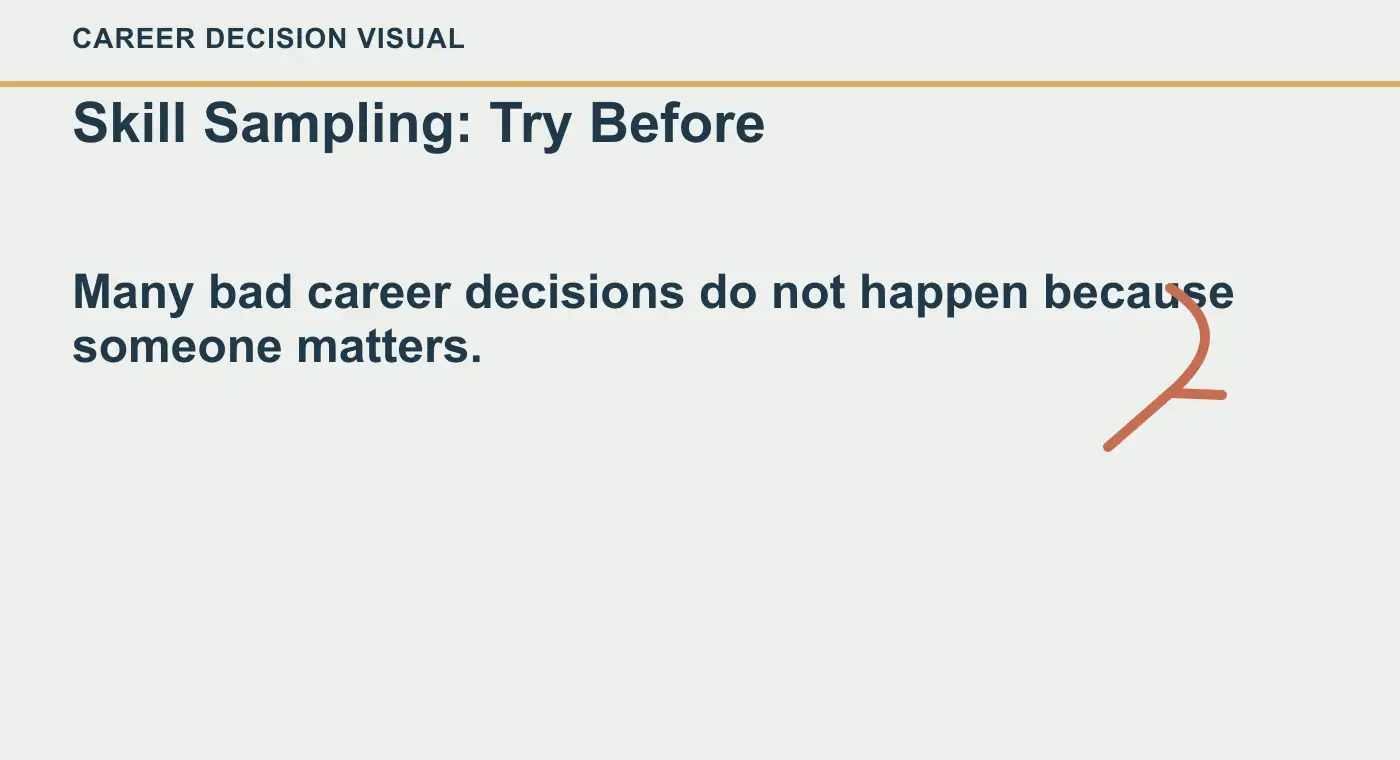 CAREER DECISION VISUAL
Skill Sampling: Try Before
Many bad career decisions do not happen because
someone matters.